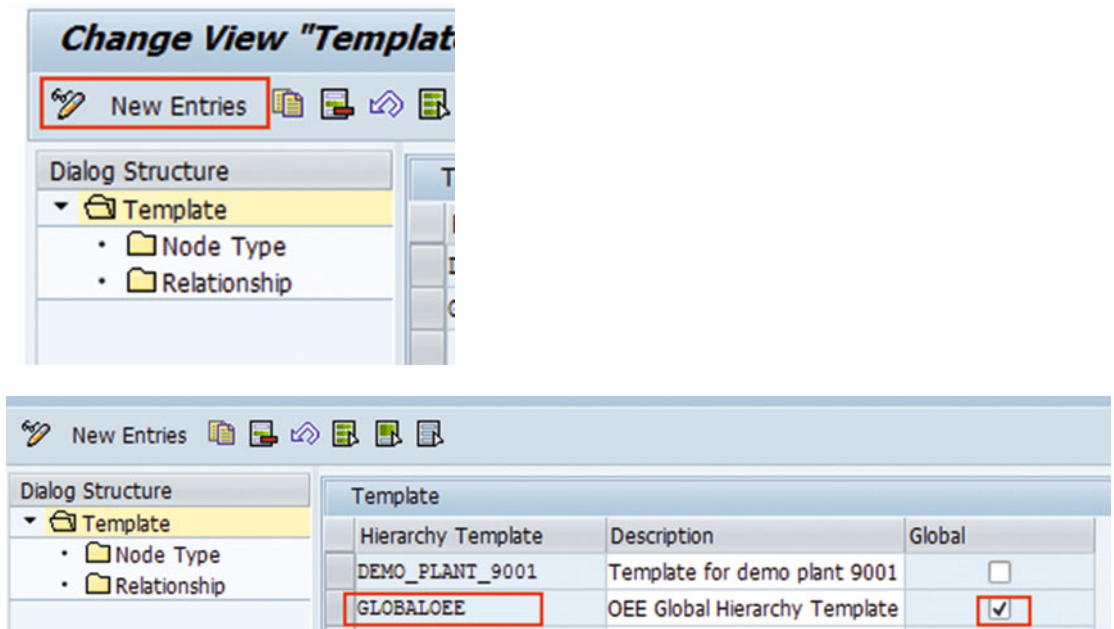 Change View "Templat
New Entries
Dialog Structure
Template
Node Type
Relationship
New Entries
Dialog Structure
Template
Template
Hierarchy Template Description Global
Node Type
DEMO_PLANT_9001 Template for demo plant 9001
Relationship
GLOBALOEE OEE Global Hierarchy Template